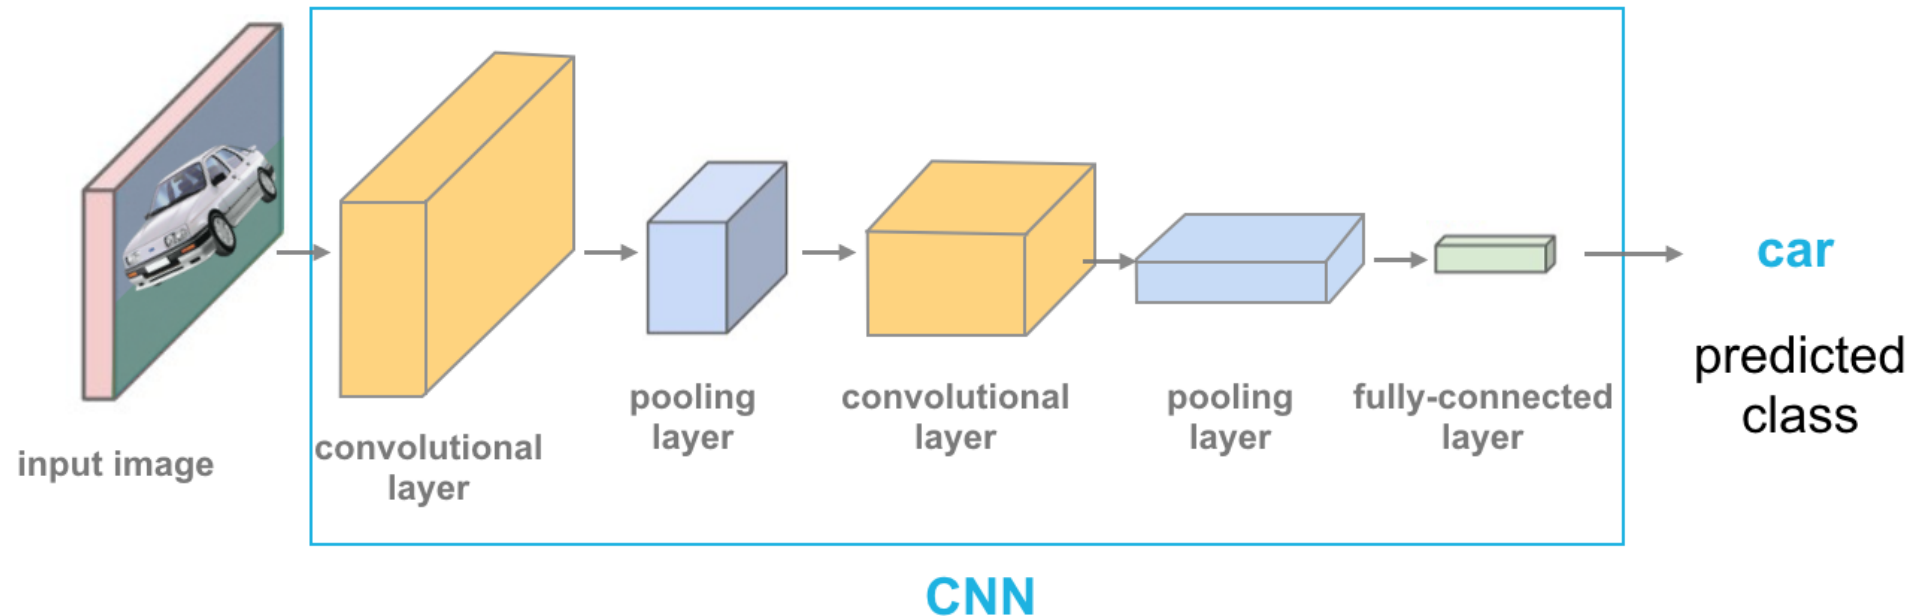 input image
convolutional
layer
pooling
layer
convolutional
layer
pooling
layer
fully-connected
layer
car
predicted
class
CNN